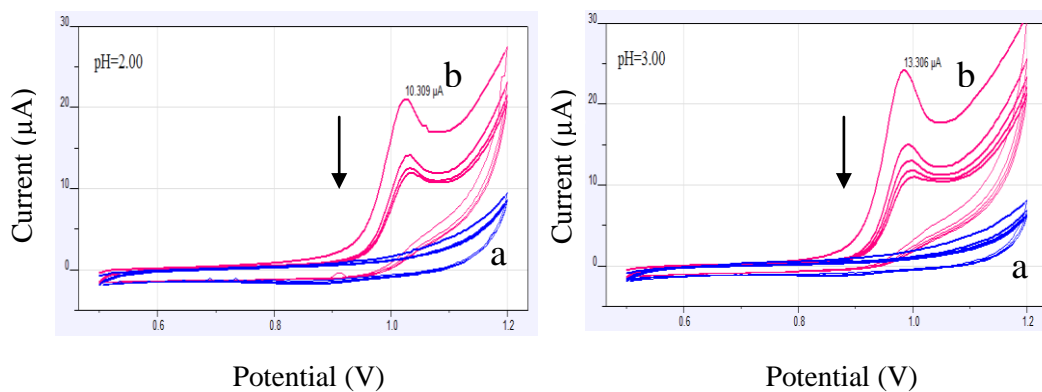 30
pH=2.00
b
10.309 µA
20
10
0
a
0.6
0.8
1.0
1.2
Current (µA)
Potential (V)
30
pH=3.00
b
13.306 µA
20
10
0
a
0.6
0.8
1.0
1.2
Current (µA)
Potential (V)